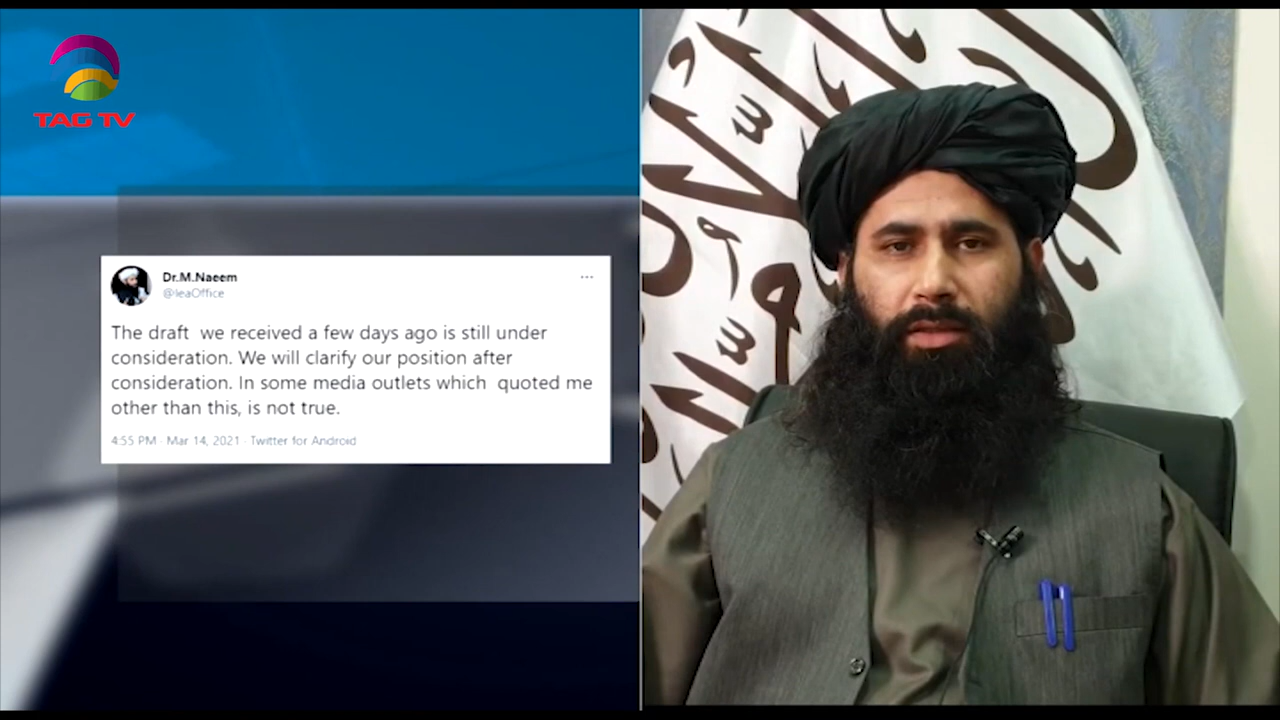 TAG TV
Dr.M.Naeem
@IeaOffice
The draft we received a few days ago is still under
consideration. We will clarify our position after
consideration. In some media outlets which quoted me
other than this, is not true.
4:55 PM · Mar 14, 2021 · Twitter for Android